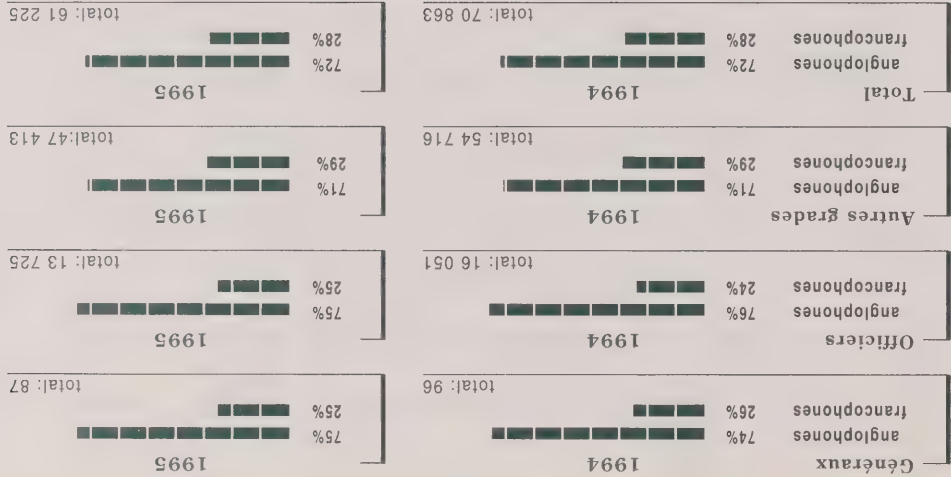 Généraux 1994 1995
anglophones 74% 75%
francophones 26% 25%
total: 96 total: 87
Officiers 1994 1995
anglophones 76% 75%
francophones 24% 25%
total: 16 051 total: 13 725
Autres grades 1994 1995
anglophones 71% 71%
francophones 29% 29%
total: 54 716 total:47 413
Total 1994 1995
anglophones 72% 72%
francophones 28% 28%
total: 70 863 total: 61 225